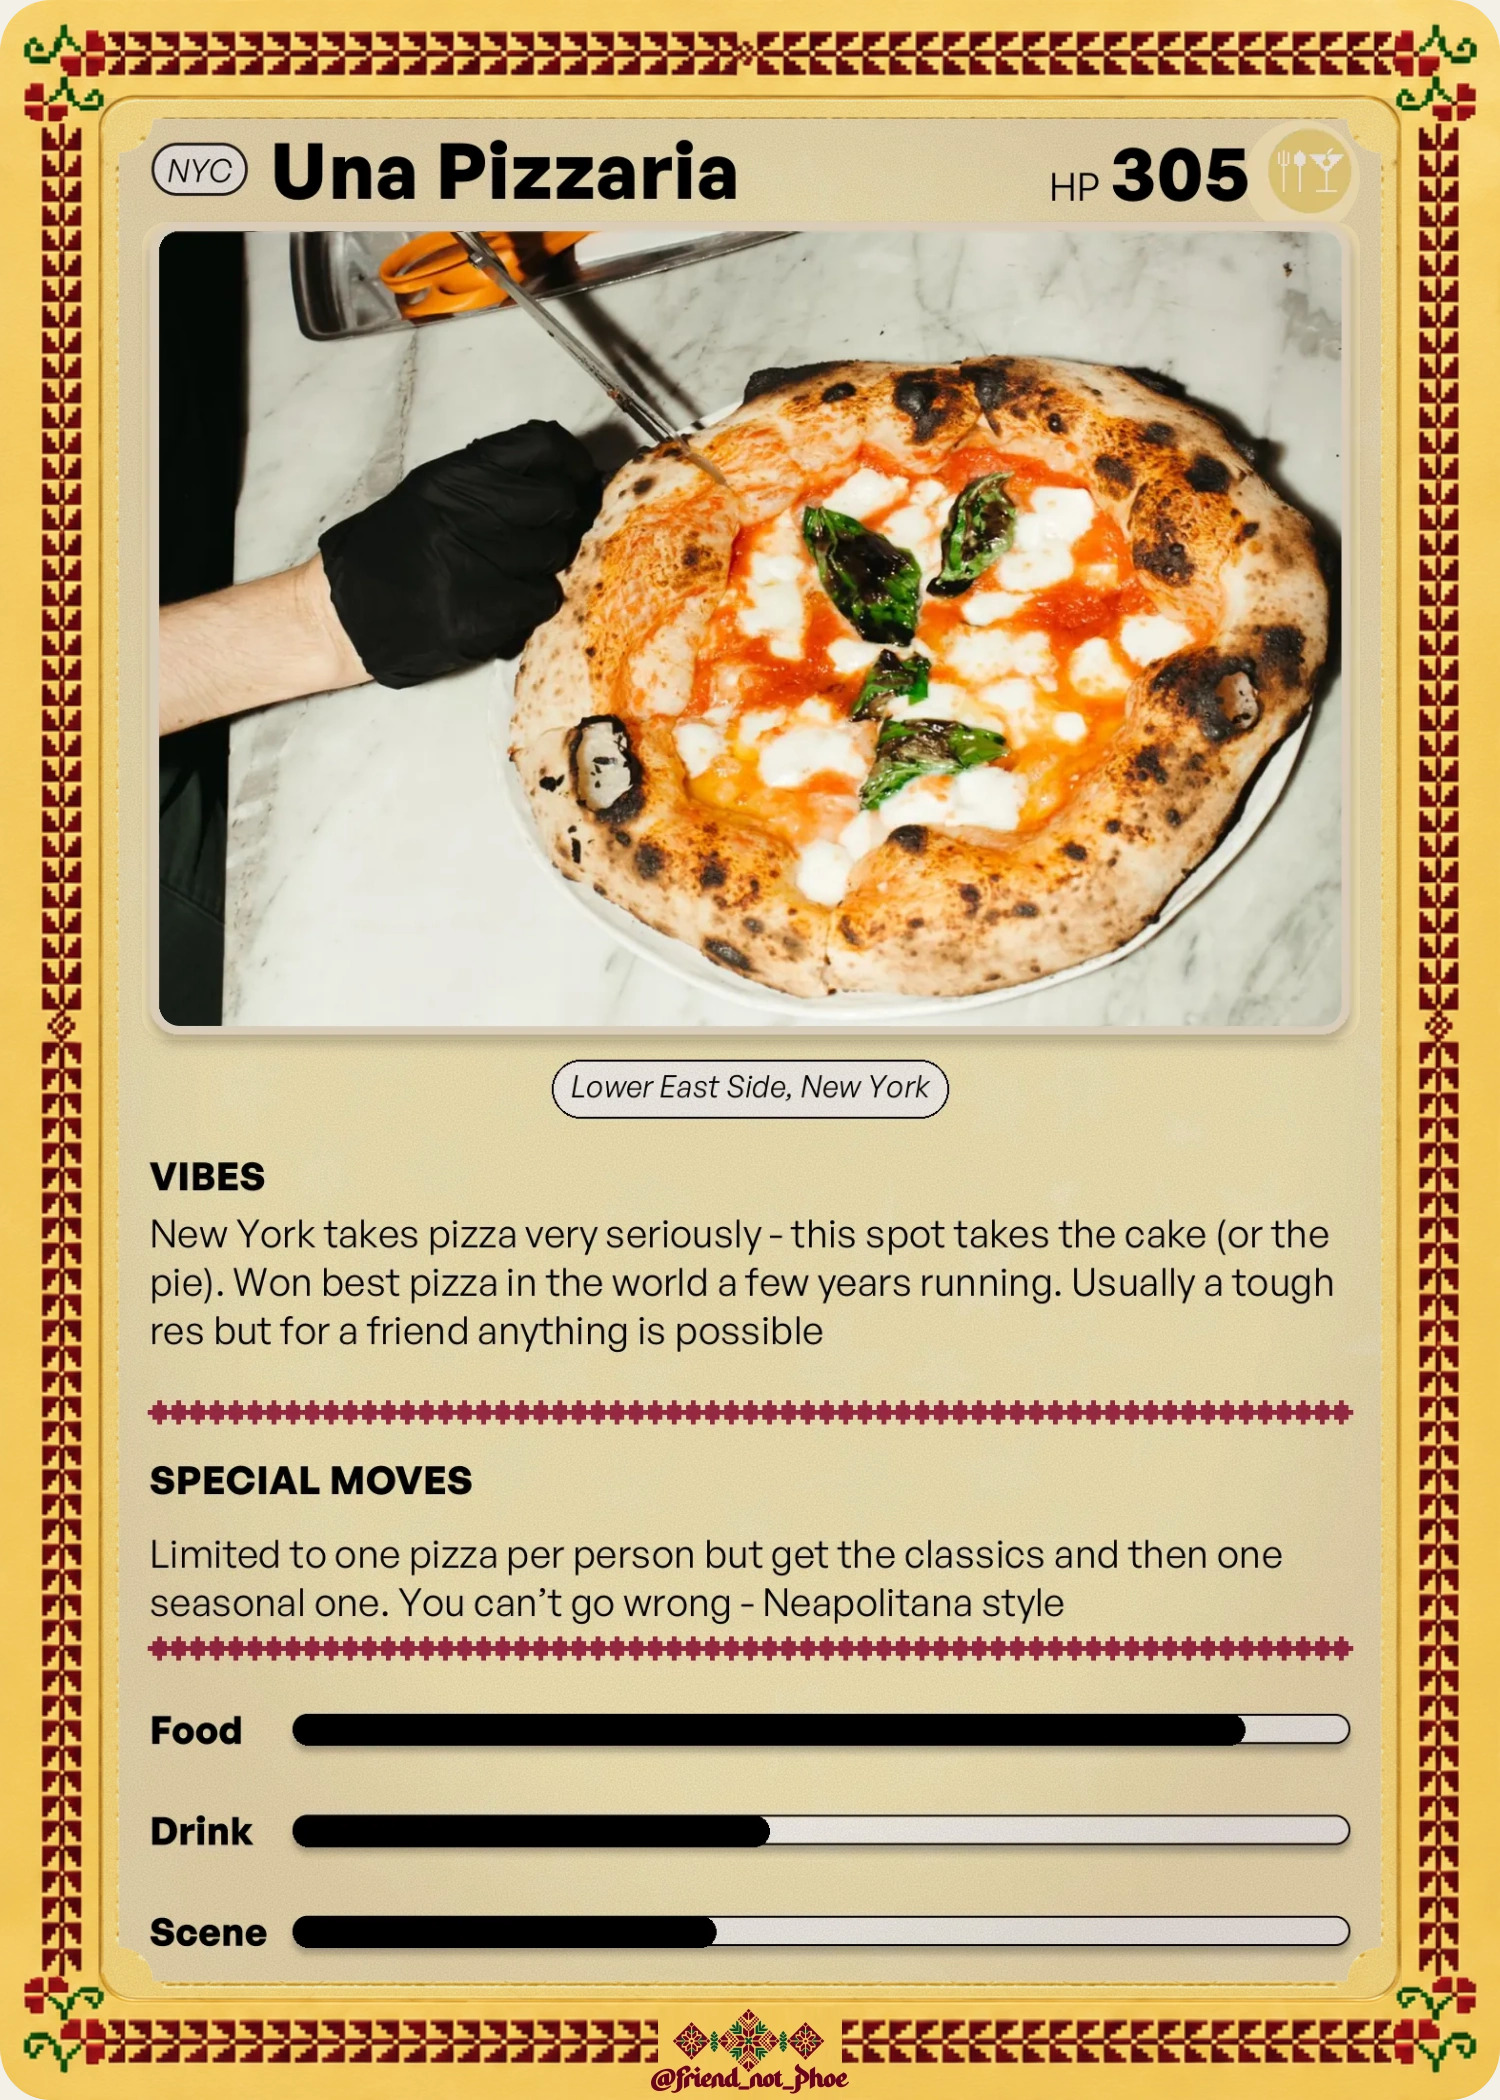 NYC Una Pizzaria HP 305
Lower East Side, New York
VIBES
New York takes pizza very seriously - this spot takes the cake (or the
pie). Won best pizza in the world a few years running. Usually a tough
res but for a friend anything is possible
SPECIAL MOVES
Limited to one pizza per person but get the classics and then one
seasonal one. You can’t go wrong - Neapolitana style
Food
Drink
Scene
@friend_not_Phoe